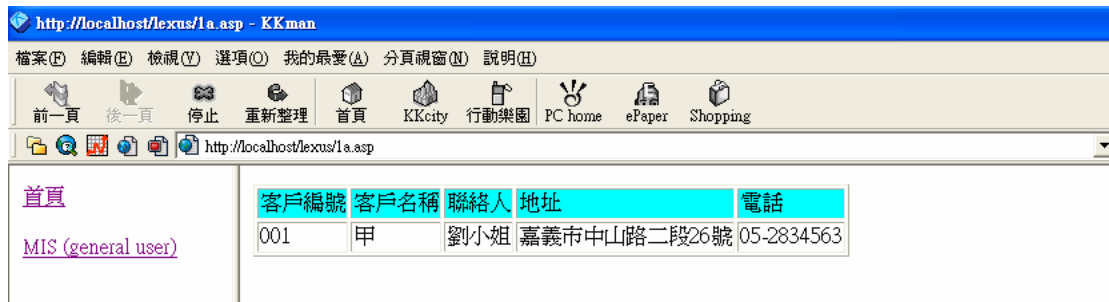 http://localhost/lexus/1a.asp - KKman
檔案(F) 編輯(E) 檢視(V) 選項(O) 我的最愛(A) 分頁視窗(N) 說明(H)
前一頁 後一頁 停止 重新整理 首頁 KKcity 行動樂園 PC home ePaper Shopping
http://localhost/lexus/1a.asp
首頁
MIS (general user)
客戶編號 客戶名稱 聯絡人 地址 電話
001 甲 劉小姐 嘉義市中山路二段26號 05-2834563